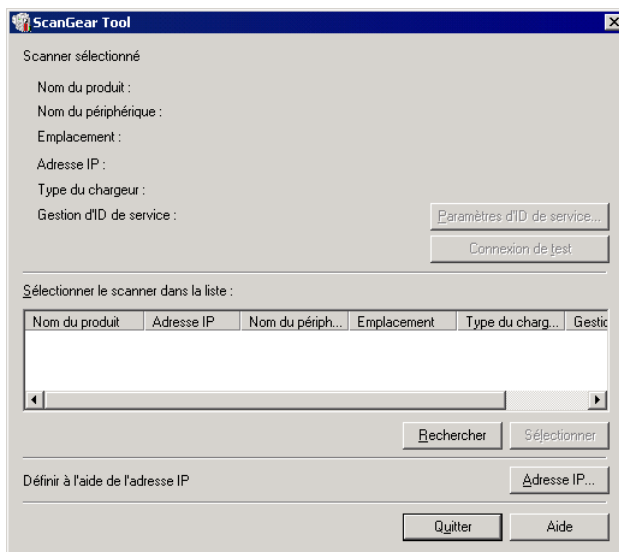 ScanGear Tool
Scanner sélectionné
Nom du produit :
Nom du périphérique :
Emplacement :
Adresse IP :
Type du chargeur :
Gestion d'ID de service :
Paramètres d'ID de service...
Connexion de test
Sélectionner le scanner dans la liste :
Nom du produit Adresse IP Nom du périph... Emplacement Type du charg... Gestic
Rechercher Sélectionner
Définir à l'aide de l'adresse IP Adresse IP...
Quitter Aide